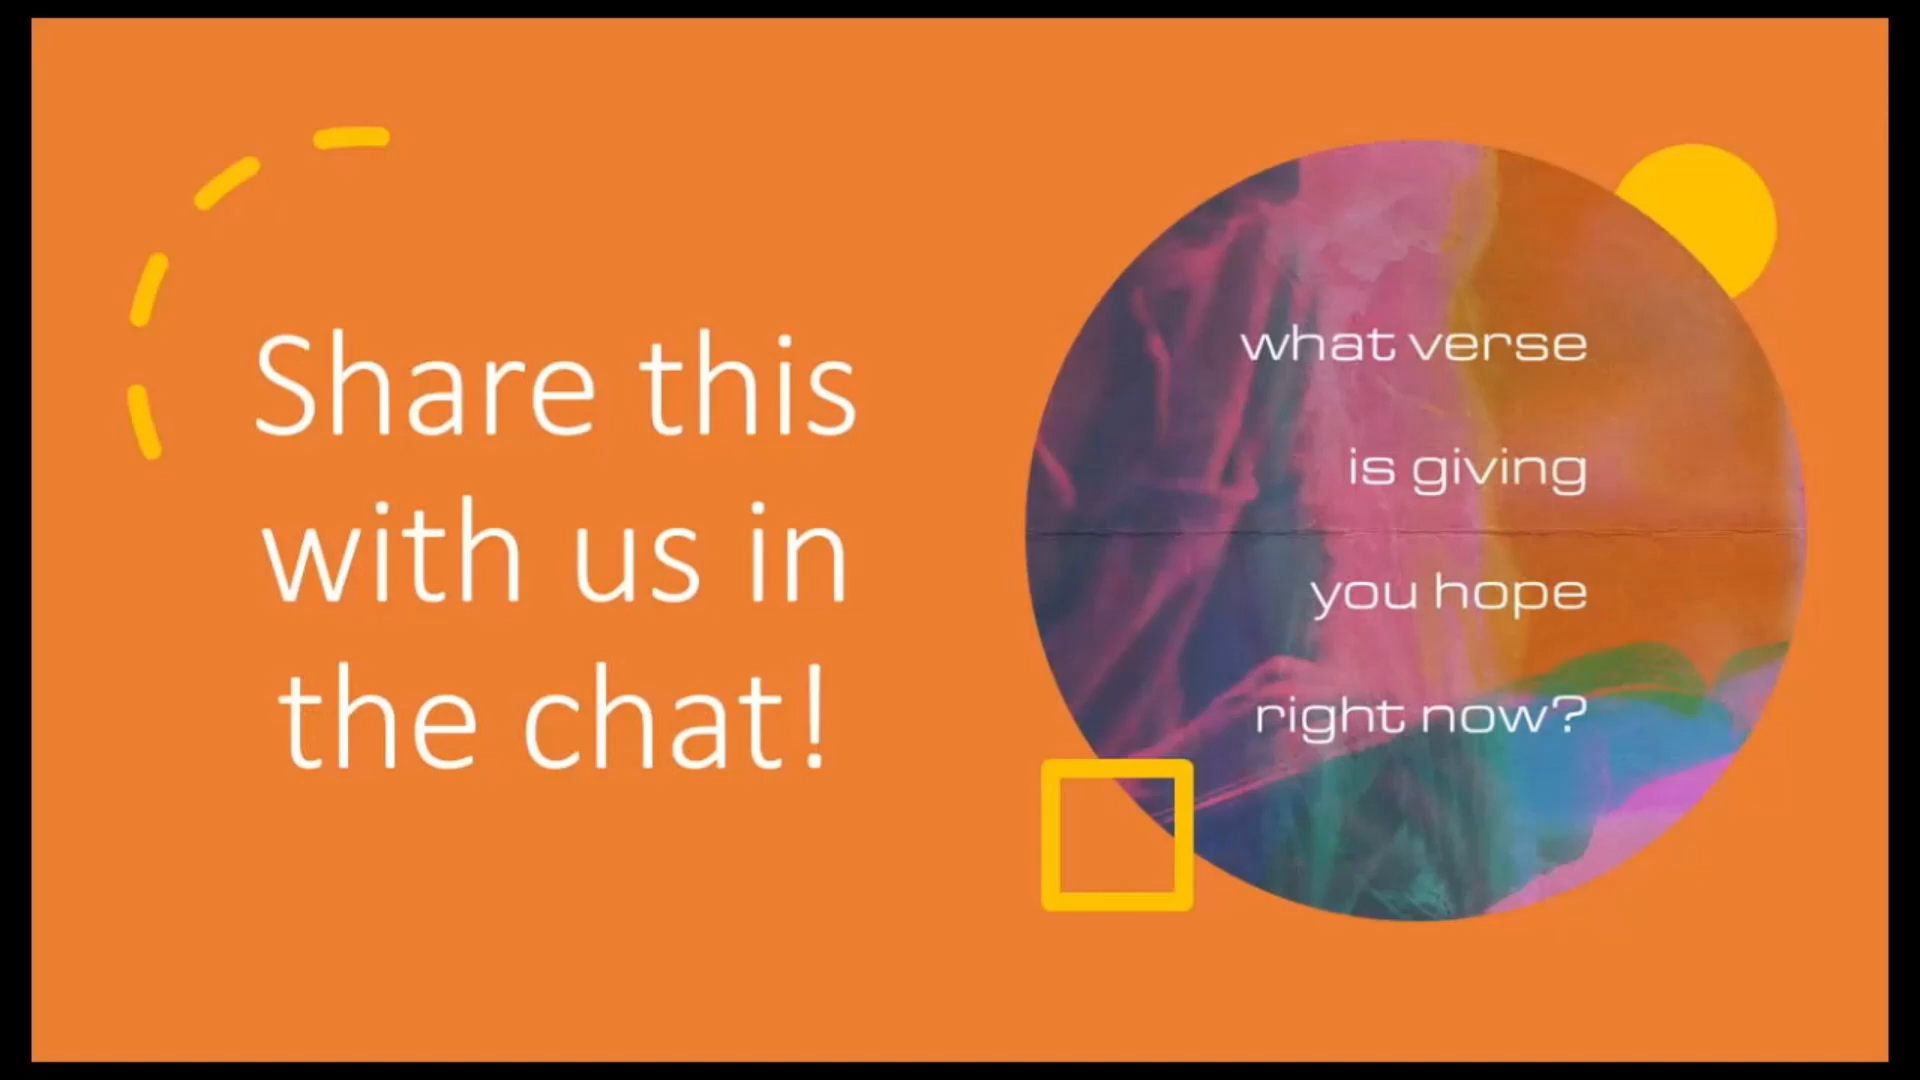 Share this
with us in
the chat!
what verse
is giving
you hope
right now?